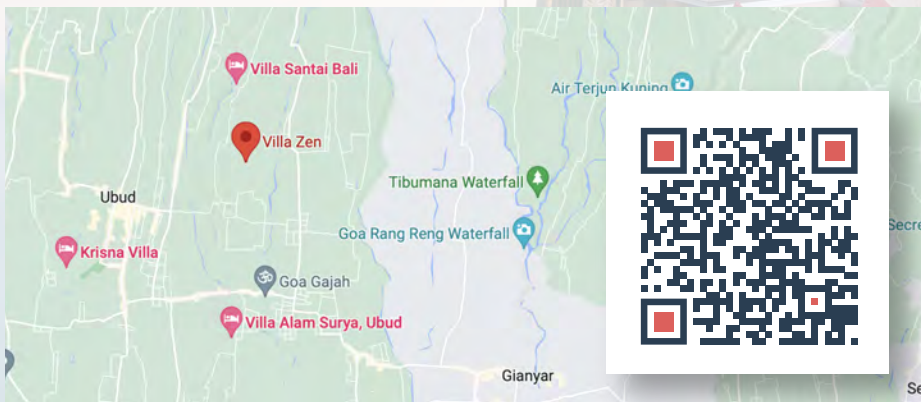 Villa Santai Bali
Air Terjun Kuning
Villa Zen
Tibumana Waterfall
Ubud
Goa Rang Reng Waterfall
Krisna Villa
Goa Gajah
Villa Alam Surya, Ubud
Gianyar